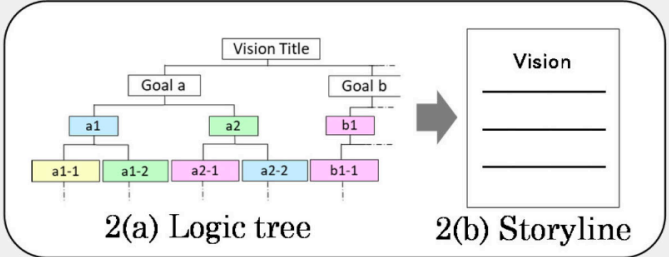 Vision Title
Goal a
Goal b
a1
a2
b1
a1-1
a1-2
a2-1
a2-2
b1-1
2(a) Logic tree
Vision
2(b) Storyline